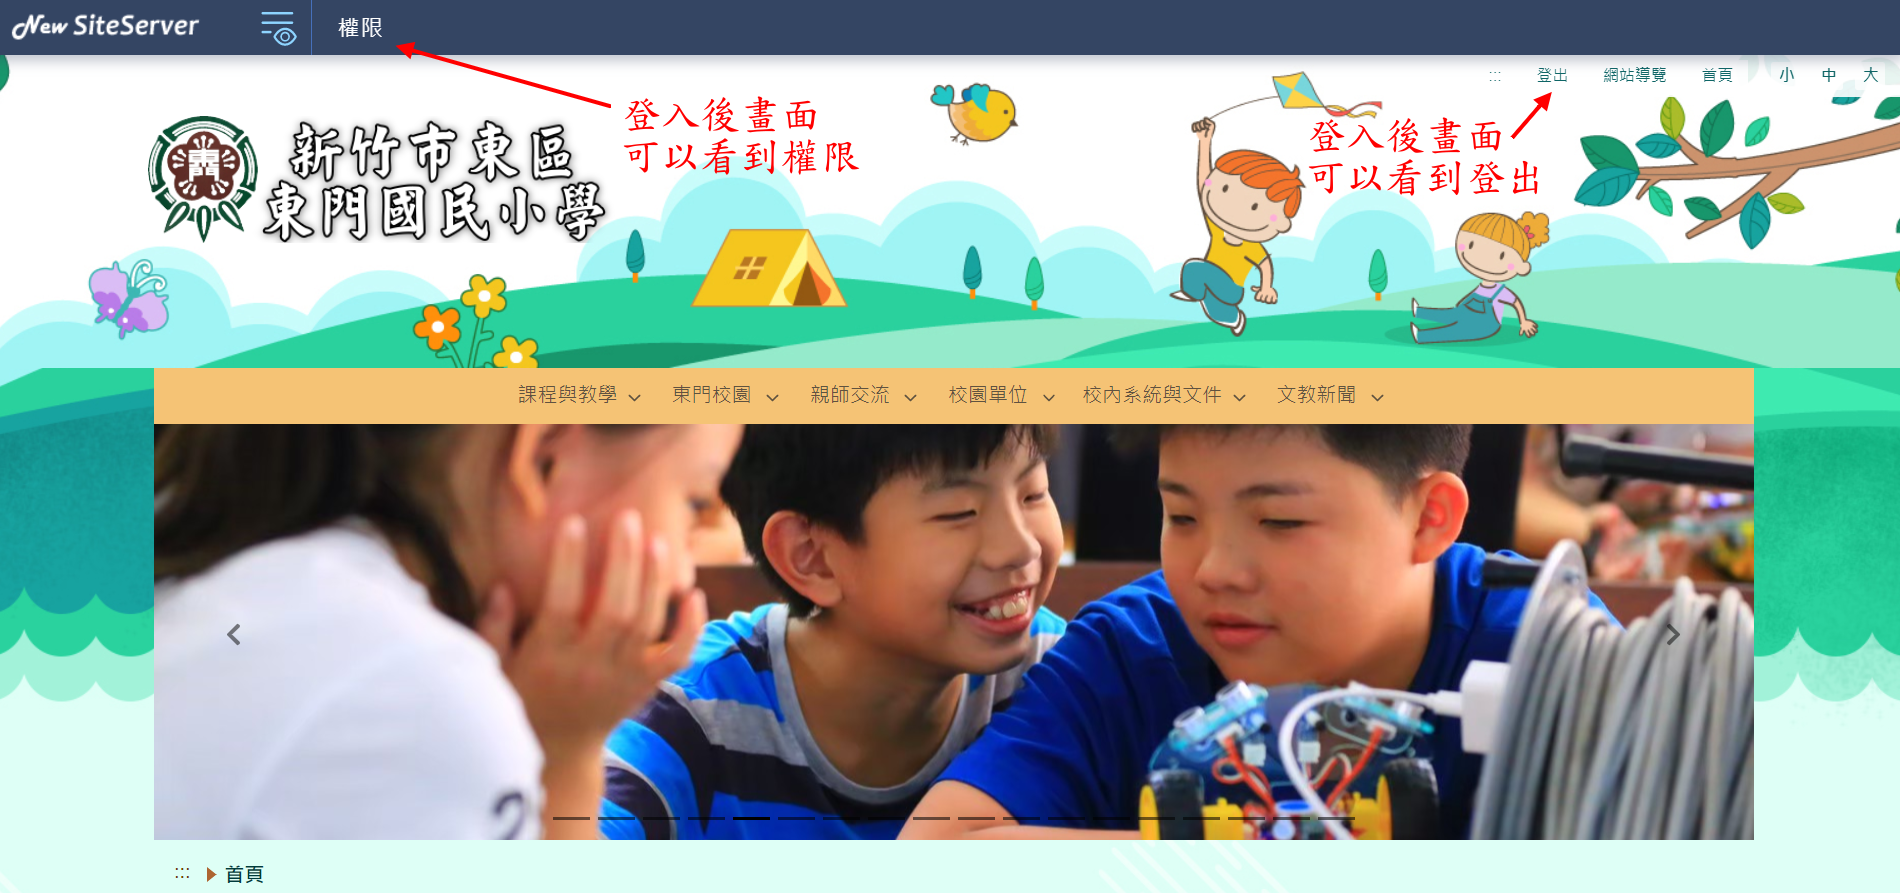 New SiteServer
權限
::: 登出 網站導覽 首頁 小 中 大
登入後畫面
可以看到權限
登入後畫面
可以看到登出
新竹市東區
東門國民小學
課程與教學 東門校園 親師交流 校園單位 校內系統與文件 文教新聞
2
::: 首頁